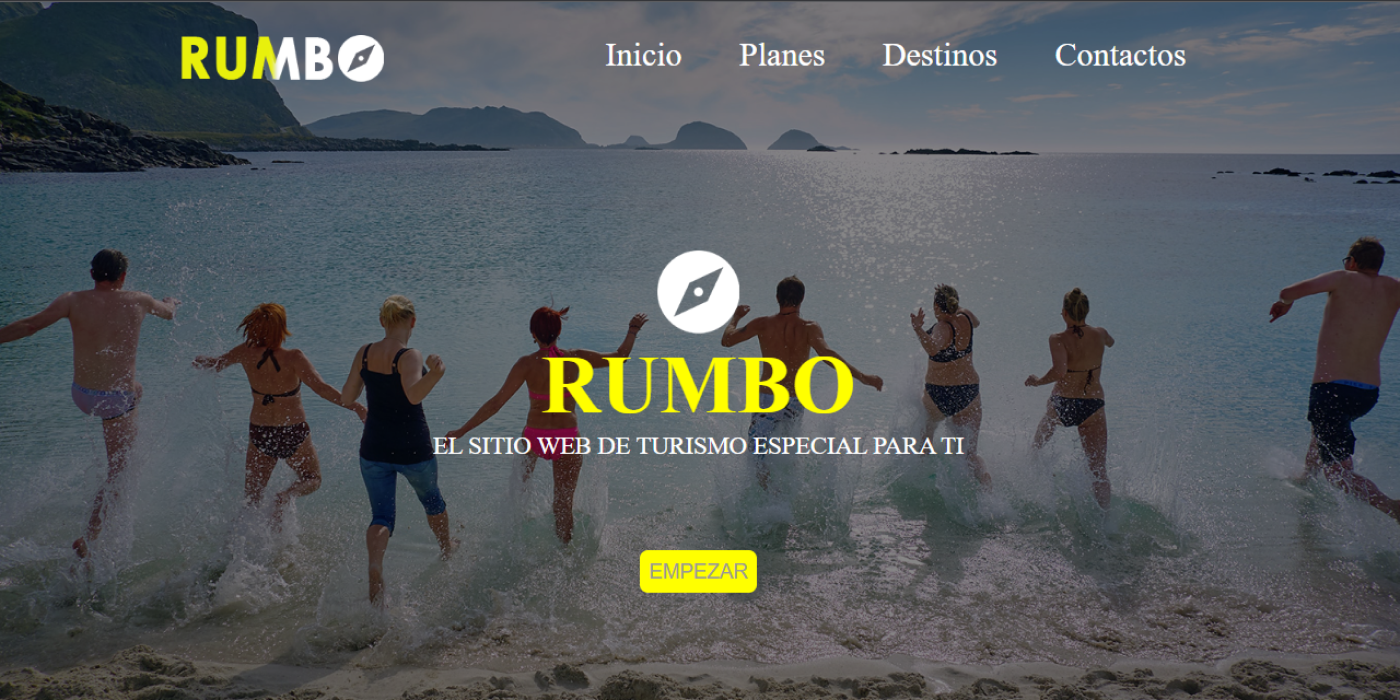 RUMBO
Inicio Planes Destinos Contactos
RUMBO
EL SITIO WEB DE TURISMO ESPECIAL PARA TI
EMPEZAR